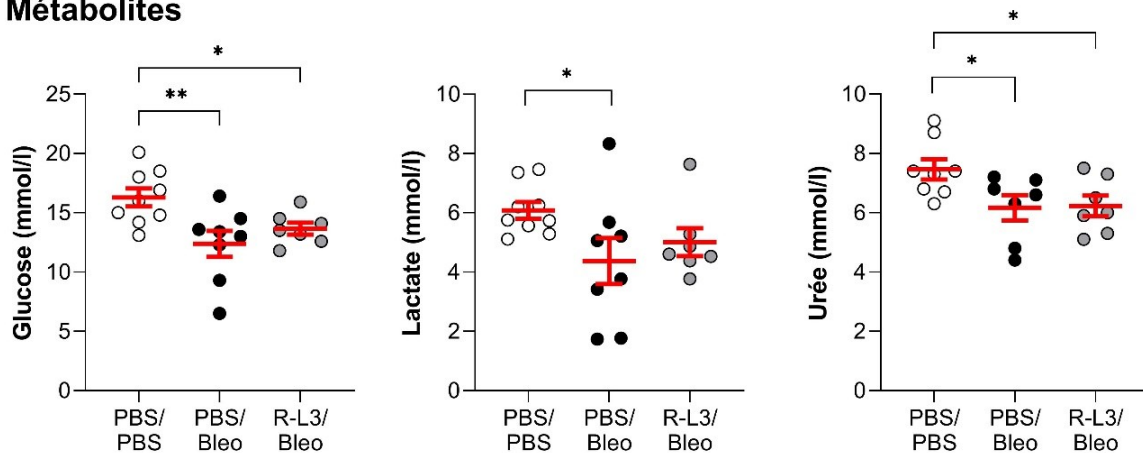 Métabolites
Glucose (mmol/l)
25
20
15
10
5
0
**
*
PBS/
PBS
PBS/
Bleo
R-L3/
Bleo
Lactate (mmol/l)
10
8
6
4
2
0
*
PBS/
PBS
PBS/
Bleo
R-L3/
Bleo
Urée (mmol/l)
10
8
6
4
2
0
*
*
PBS/
PBS
PBS/
Bleo
R-L3/
Bleo